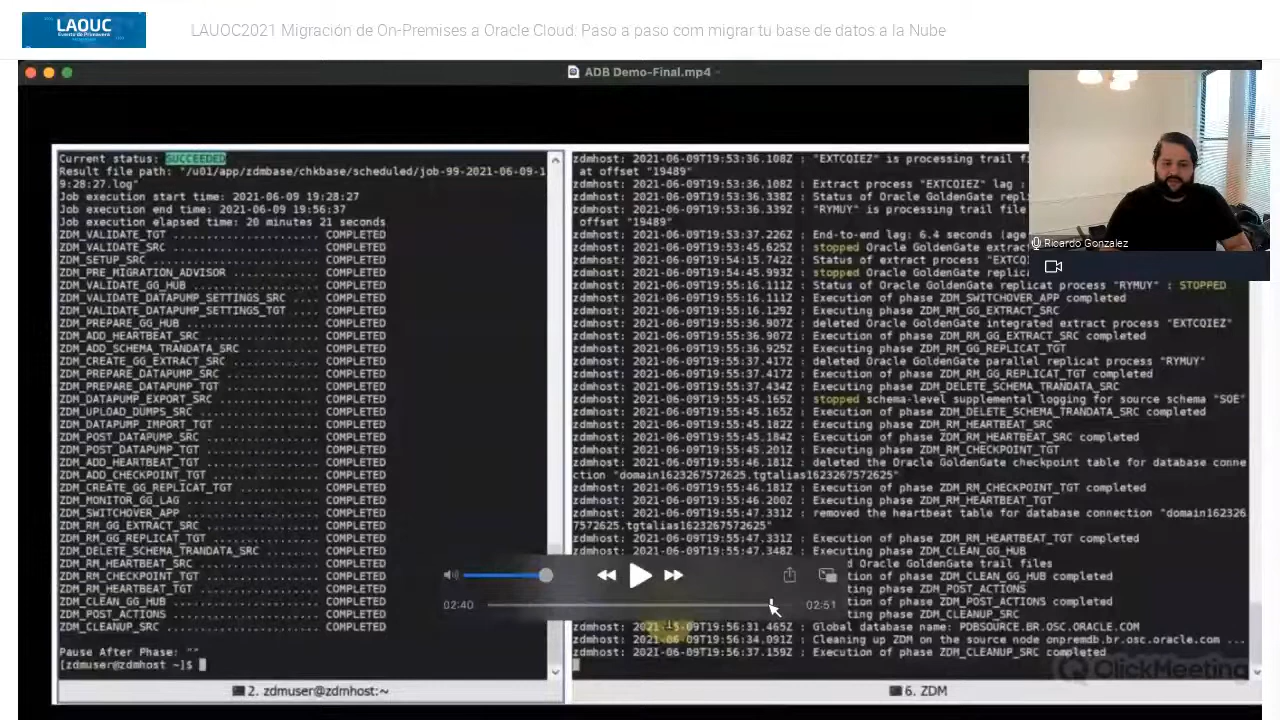 LAOUC
Evento de Primavera
LAUOC2021 Migración de On-Premises a Oracle Cloud: Paso a paso com migrar tu base de datos a la Nube
ADB Demo-Final.mp4
Current status: SUCCEEDED
Result file path: "/u01/app/zdmbase/chkbase/scheduled/job-99-2021-06-09-1
9:28:27.log"
Job execution start time: 2021-06-09 19:28:27
Job execution end time: 2021-06-09 19:56:37
Job execution elapsed time: 20 minutes 21 seconds
ZDM_VALIDATE_TGT ............... COMPLETED
ZDM_VALIDATE_SRC ............... COMPLETED
ZDM_SETUP_SRC .................. COMPLETED
ZDM_PRE_MIGRATION_ADVISOR ...... COMPLETED
ZDM_VALIDATE_GG_HUB ............ COMPLETED
ZDM_VALIDATE_DATAPUMP_SETTINGS_SRC ... COMPLETED
ZDM_VALIDATE_DATAPUMP_SETTINGS_TGT ... COMPLETED
ZDM_PREPARE_GG_HUB ............. COMPLETED
ZDM_ADD_HEARTBEAT_SRC .......... COMPLETED
ZDM_ADD_SCHEMA_TRANDATA_SRC .... COMPLETED
ZDM_CREATE_GG_EXTRACT_SRC ...... COMPLETED
ZDM_PREPARE_DATAPUMP_SRC ....... COMPLETED
ZDM_PREPARE_DATAPUMP_TGT ....... COMPLETED
ZDM_DATAPUMP_EXPORT_SRC ........ COMPLETED
ZDM_UPLOAD_DUMPS_SRC ........... COMPLETED
ZDM_DATAPUMP_IMPORT_TGT ........ COMPLETED
ZDM_POST_DATAPUMP_SRC .......... COMPLETED
ZDM_POST_DATAPUMP_TGT .......... COMPLETED
ZDM_ADD_HEARTBEAT_TGT .......... COMPLETED
ZDM_ADD_CHECKPOINT_TGT ......... COMPLETED
ZDM_CREATE_GG_REPLICAT_TGT ..... COMPLETED
ZDM_MONITOR_GG_LAG ............. COMPLETED
ZDM_SWITCHOVER_APP ............. COMPLETED
ZDM_RM_GG_EXTRACT_SRC .......... COMPLETED
ZDM_RM_GG_REPLICAT_TGT ......... COMPLETED
ZDM_DELETE_SCHEMA_TRANDATA_SRC ... COMPLETED
ZDM_RM_HEARTBEAT_SRC ........... COMPLETED
ZDM_RM_CHECKPOINT_TGT .......... COMPLETED
ZDM_RM_HEARTBEAT_TGT ........... COMPLETED
ZDM_CLEAN_GG_HUB ............... COMPLETED
ZDM_POST_ACTIONS ............... COMPLETED
ZDM_CLEANUP_SRC ................ COMPLETED
Pause After Phase: ""
[zdmuser@zdmhost ~]$
2. zdmuser@zdmhost:~
zdmhost: 2021-06-09T19:53:36.108Z : "EXTCQIEZ" is processing trail fi
at offset "19489"
zdmhost: 2021-06-09T19:53:36.108Z : Extract process "EXTCQIEZ" lag :
zdmhost: 2021-06-09T19:53:36.338Z : Status of Oracle GoldenGate repli
zdmhost: 2021-06-09T19:53:36.339Z : "RYMUY" is processing trail file
offset "19489"
zdmhost: 2021-06-09T19:53:37.226Z : End-to-end lag: 6.4 seconds (age
zdmhost: 2021-06-09T19:53:45.625Z : stopped Oracle GoldenGate extrac
zdmhost: 2021-06-09T19:54:15.742Z : Status of extract process "EXTCQ
zdmhost: 2021-06-09T19:54:45.993Z : stopped Oracle GoldenGate replic
zdmhost: 2021-06-09T19:55:16.111Z : Status of Oracle GoldenGate replicat process "RYMUY" : STOPPED
zdmhost: 2021-06-09T19:55:16.111Z : Execution of phase ZDM_SWITCHOVER_APP completed
zdmhost: 2021-06-09T19:55:16.129Z : Executing phase ZDM_RM_GG_EXTRACT_SRC
zdmhost: 2021-06-09T19:55:36.907Z : deleted Oracle GoldenGate integrated extract process "EXTCQIEZ"
zdmhost: 2021-06-09T19:55:36.907Z : Execution of phase ZDM_RM_GG_EXTRACT_SRC completed
zdmhost: 2021-06-09T19:55:36.925Z : Executing phase ZDM_RM_GG_REPLICAT_TGT
zdmhost: 2021-06-09T19:55:37.417Z : deleted Oracle GoldenGate parallel replicat process "RYMUY"
zdmhost: 2021-06-09T19:55:37.417Z : Execution of phase ZDM_RM_GG_REPLICAT_TGT completed
zdmhost: 2021-06-09T19:55:37.434Z : Executing phase ZDM_DELETE_SCHEMA_TRANDATA_SRC
zdmhost: 2021-06-09T19:55:45.165Z : stopped schema-level supplemental logging for source schema "SOE"
zdmhost: 2021-06-09T19:55:45.165Z : Execution of phase ZDM_DELETE_SCHEMA_TRANDATA_SRC completed
zdmhost: 2021-06-09T19:55:45.182Z : Executing phase ZDM_RM_HEARTBEAT_SRC
zdmhost: 2021-06-09T19:55:45.184Z : Execution of phase ZDM_RM_HEARTBEAT_SRC completed
zdmhost: 2021-06-09T19:55:45.201Z : Executing phase ZDM_RM_CHECKPOINT_TGT
zdmhost: 2021-06-09T19:55:46.181Z : deleted the Oracle GoldenGate checkpoint table for database conne
ction "domain1623267572625.tgtalias1623267572625"
zdmhost: 2021-06-09T19:55:46.181Z : Execution of phase ZDM_RM_CHECKPOINT_TGT completed
zdmhost: 2021-06-09T19:55:46.200Z : Executing phase ZDM_RM_HEARTBEAT_TGT
zdmhost: 2021-06-09T19:55:47.331Z : removed the heartbeat table for database connection "domain162326
7572625.tgtalias1623267572625"
zdmhost: 2021-06-09T19:55:47.331Z : Execution of phase ZDM_RM_HEARTBEAT_TGT completed
zdmhost: 2021-06-09T19:55:47.348Z : Executing phase ZDM_CLEAN_GG_HUB
d Oracle GoldenGate trail files
tion of phase ZDM_CLEAN_GG_HUB completed
ting phase ZDM_POST_ACTIONS
tion of phase ZDM_POST_ACTIONS completed
ting phase ZDM_CLEANUP_SRC
zdmhost: 09T19:56:31.465Z : Global database name: PDBSOURCE.BR.OSC.ORACLE.COM
zdmhost: 2021-06-09T19:56:34.091Z : Cleaning up ZDM on the source node onpremdb.br.osc.oracle.com ...
zdmhost: 2021-06-09T19:56:37.159Z : Execution of phase ZDM_CLEANUP_SRC completed
6. ZDM
02:40
02:51
Ricardo Gonzalez
ClickMeeting